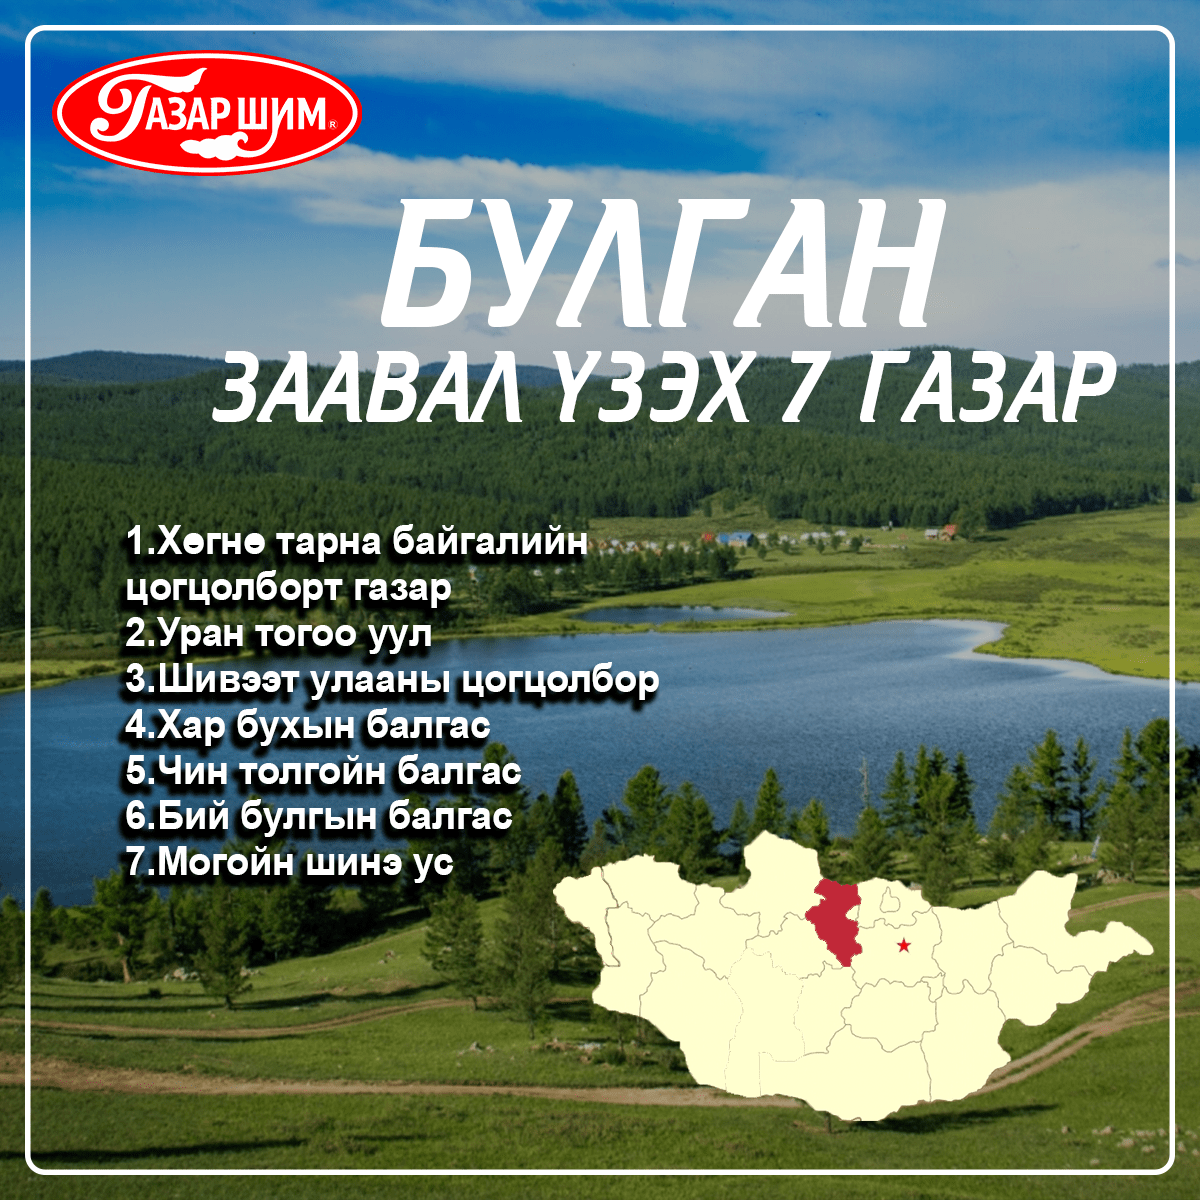 ГАЗАР ШИМ®
БУЛГАН
ЗААВАЛ ҮЗЭХ 7 ГАЗАР
1.Хөгнө тарна байгалийн
цогцолборт газар
2.Уран тогоо уул
3.Шивээт улааны цогцолбор
4.Хар бухын балгас
5.Чин толгойн балгас
6.Бий булгын балгас
7.Могойн шинэ ус